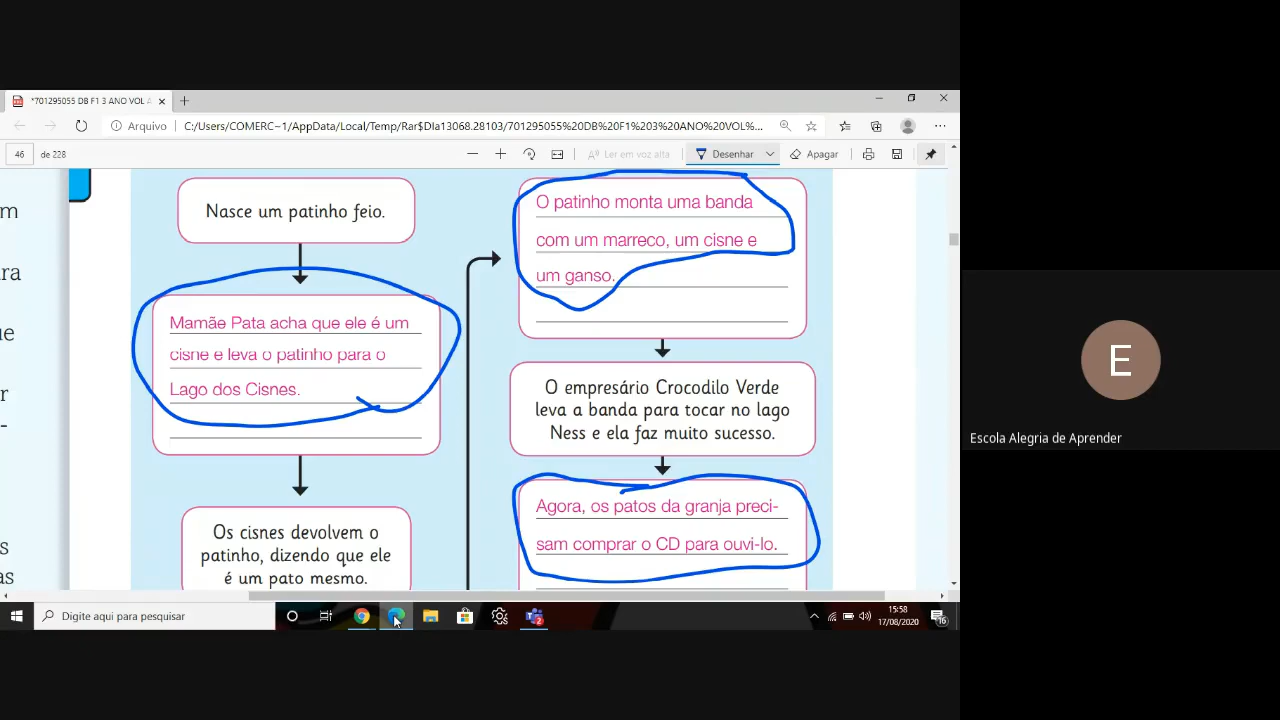 *701295055 DB F1 3 ANO VOL
Arquivo
C:/Users/COMERC~1/AppData/Local/Temp/Rar$DIa13068.28103/701295055%20DB%20F1%203%20ANO%20VOL%...
46
de 228
Ler em voz alta
Desenhar
Apagar
m
ra
ue
r
-
s
as
Nasce um patinho feio.
Mamãe Pata acha que ele é um
cisne e leva o patinho para o
Lago dos Cisnes.
Os cisnes devolvem o
patinho, dizendo que ele
é um pato mesmo.
O patinho monta uma banda
com um marreco, um cisne e
um ganso.
O empresário Crocodilo Verde
leva a banda para tocar no lago
Ness e ela faz muito sucesso.
Agora, os patos da granja preci-
sam comprar o CD para ouvi-lo.
E
Escola Alegria de Aprender
Digite aqui para pesquisar
2
15:58
17/08/2020
16